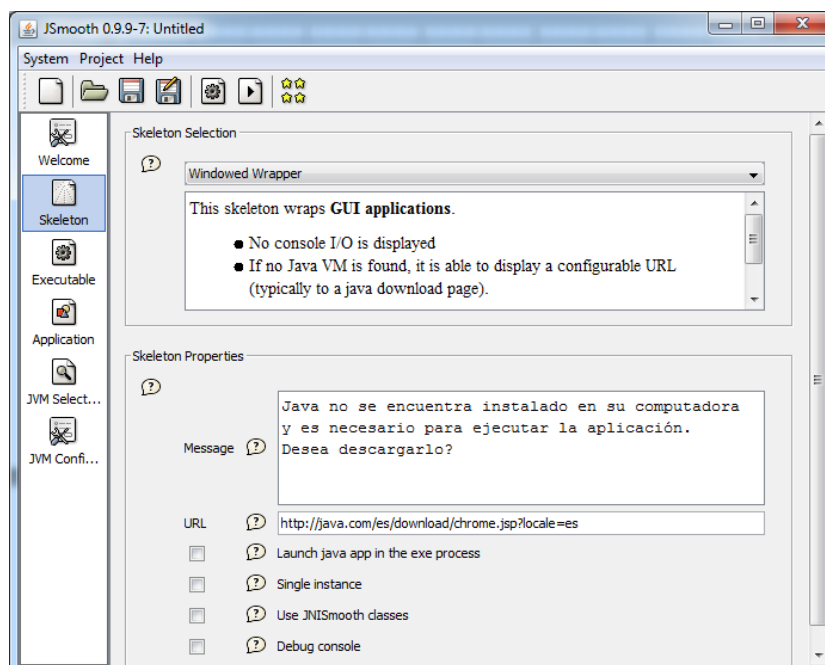 JSmooth 0.9.9-7: Untitled
System Project Help
Welcome
Skeleton
Executable
Application
JVM Select...
JVM Confi...
Skeleton Selection
Windowed Wrapper
This skeleton wraps GUI applications.
No console I/O is displayed
If no Java VM is found, it is able to display a configurable URL
(typically to a java download page).
Skeleton Properties
Message
Java no se encuentra instalado en su computadora
y es necesario para ejecutar la aplicación.
Desea descargarlo?
URL
http://java.com/es/download/chrome.jsp?locale=es
Launch java app in the exe process
Single instance
Use JNISmooth classes
Debug console